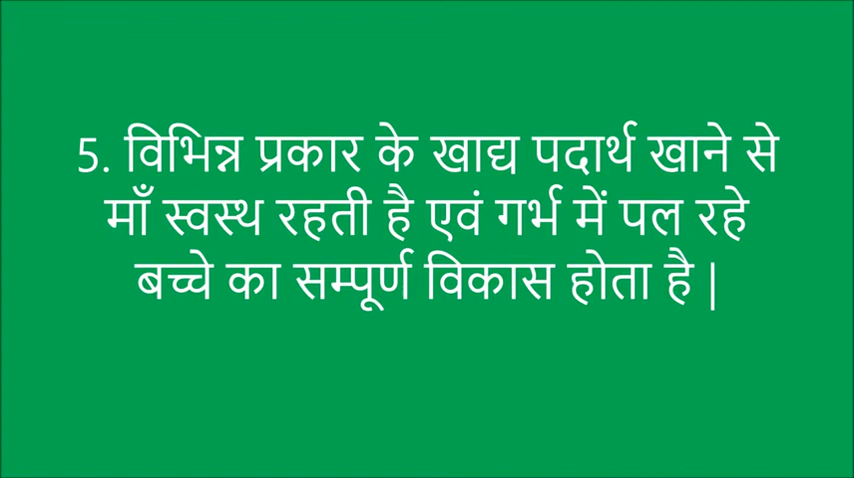 5. विभिन्न प्रकार के खाद्य पदार्थ खाने से
माँ स्वस्थ रहती है एवं गर्भ में पल रहे
बच्चे का सम्पूर्ण विकास होता है |